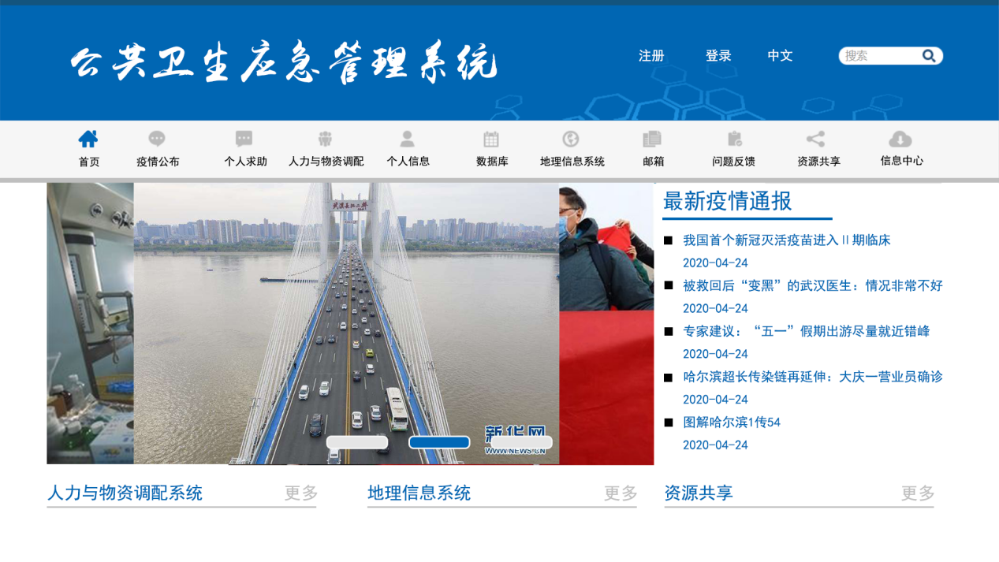 公共卫生应急管理系统
注册 登录 中文 搜索
首页 疫情公布 个人求助 人力与物资调配 个人信息 数据库 地理信息系统 邮箱 问题反馈 资源共享 信息中心
武汉长江二桥
新华网
WWW.NEWS.CN
最新疫情通报
我国首个新冠灭活疫苗进入Ⅱ期临床
2020-04-24
被救回后“变黑”的武汉医生：情况非常不好
2020-04-24
专家建议：“五一”假期出游尽量就近错峰
2020-04-24
哈尔滨超长传染链再延伸：大庆一营业员确诊
2020-04-24
图解哈尔滨1传54
2020-04-24
人力与物资调配系统 更多
地理信息系统 更多
资源共享 更多